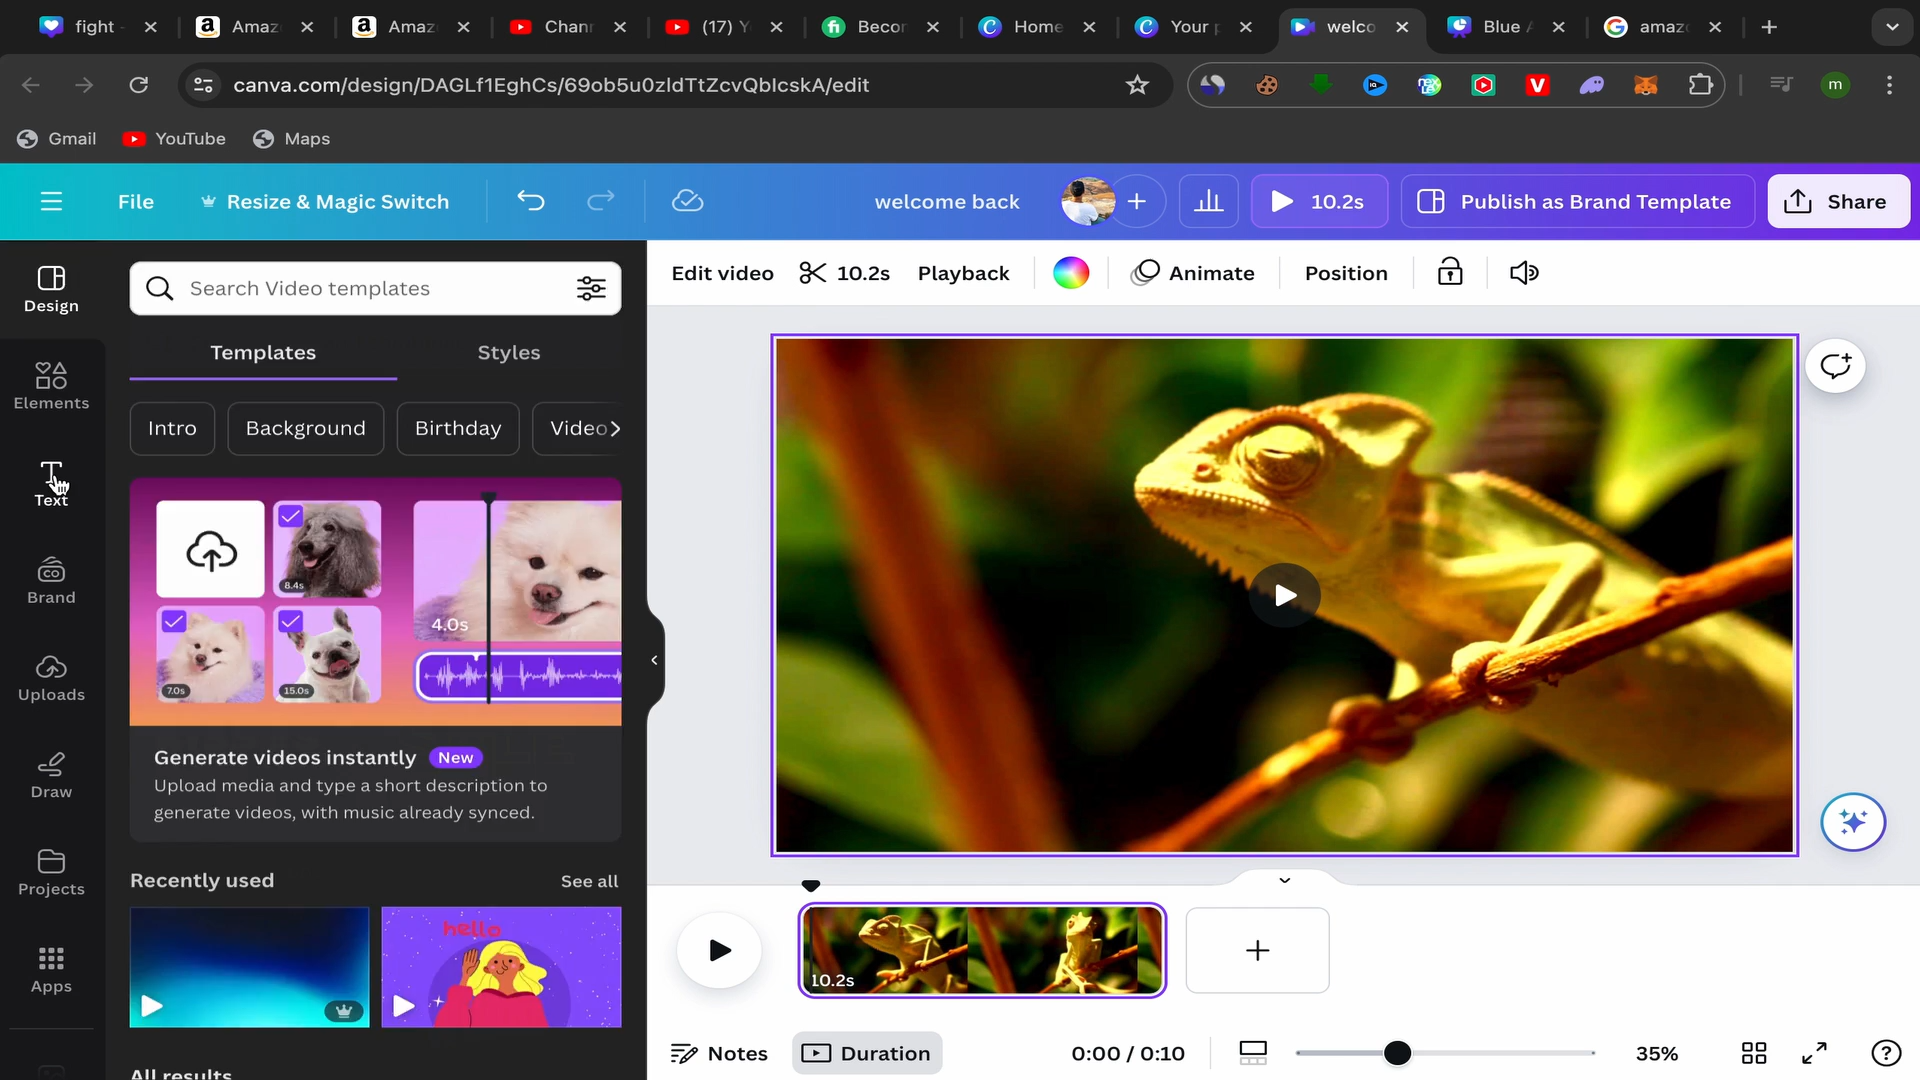 fight
Amaz
Amaz
Chann
(17) Y
Becor
Home
Your p
welco
Blue A
amaz
canva.com/design/DAGLf1EghCs/69ob5u0zldTtZcvQbIcskA/edit
m
Gmail
YouTube
Maps
File
Resize & Magic Switch
welcome back
10.2s
Publish as Brand Template
Share
Design
Elements
Text
Brand
Uploads
Draw
Projects
Apps
Search Video templates
Templates
Styles
Intro
Background
Birthday
Video
8.4s
7.0s
15.0s
4.0s
Generate videos instantly New
Upload media and type a short description to
generate videos, with music already synced.
Recently used
See all
hello
All results
Edit video
10.2s
Playback
Animate
Position
10.2s
Notes
Duration
0:00 / 0:10
35%